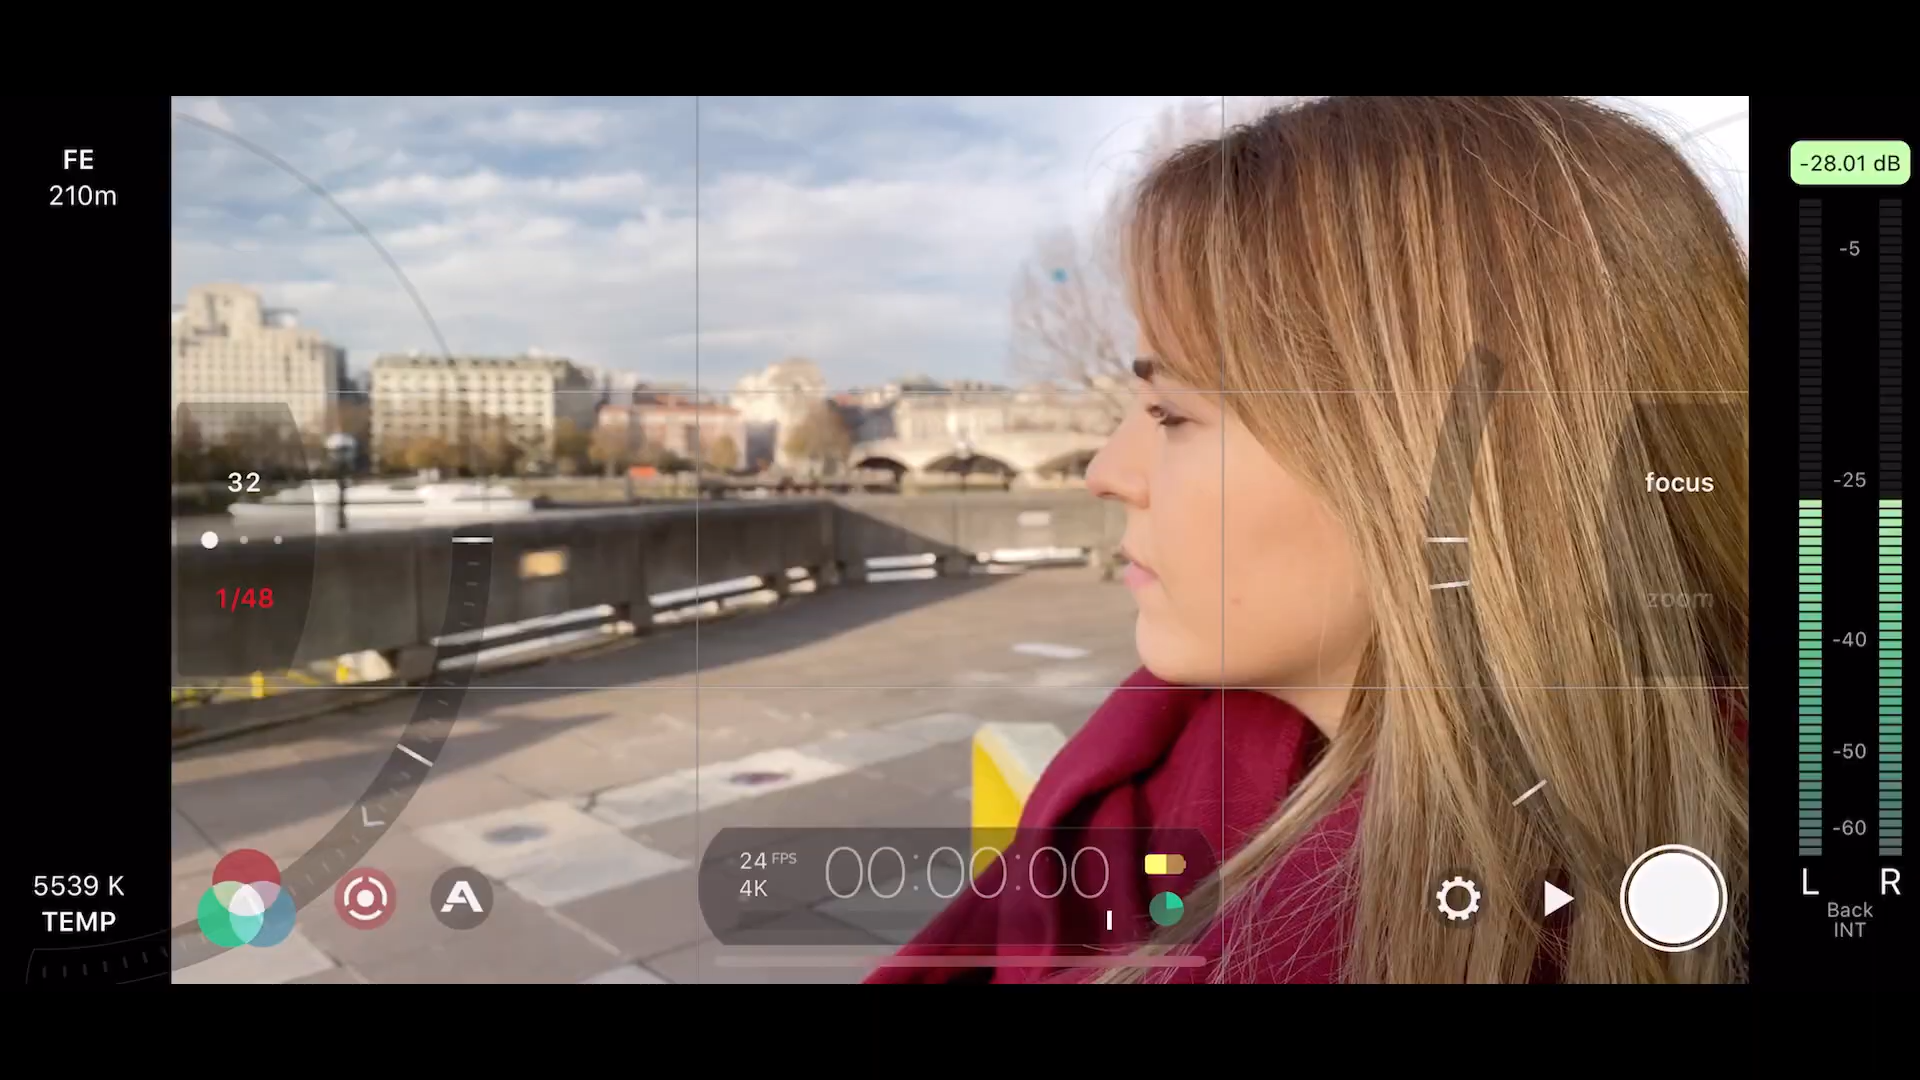 FE
210m
-28.01 dB
-5
32
focus
-25
1/48
zoom
-40
-50
-60
5539 K
TEMP
24 FPS
4K
00:00:00
L
R
Back
INT